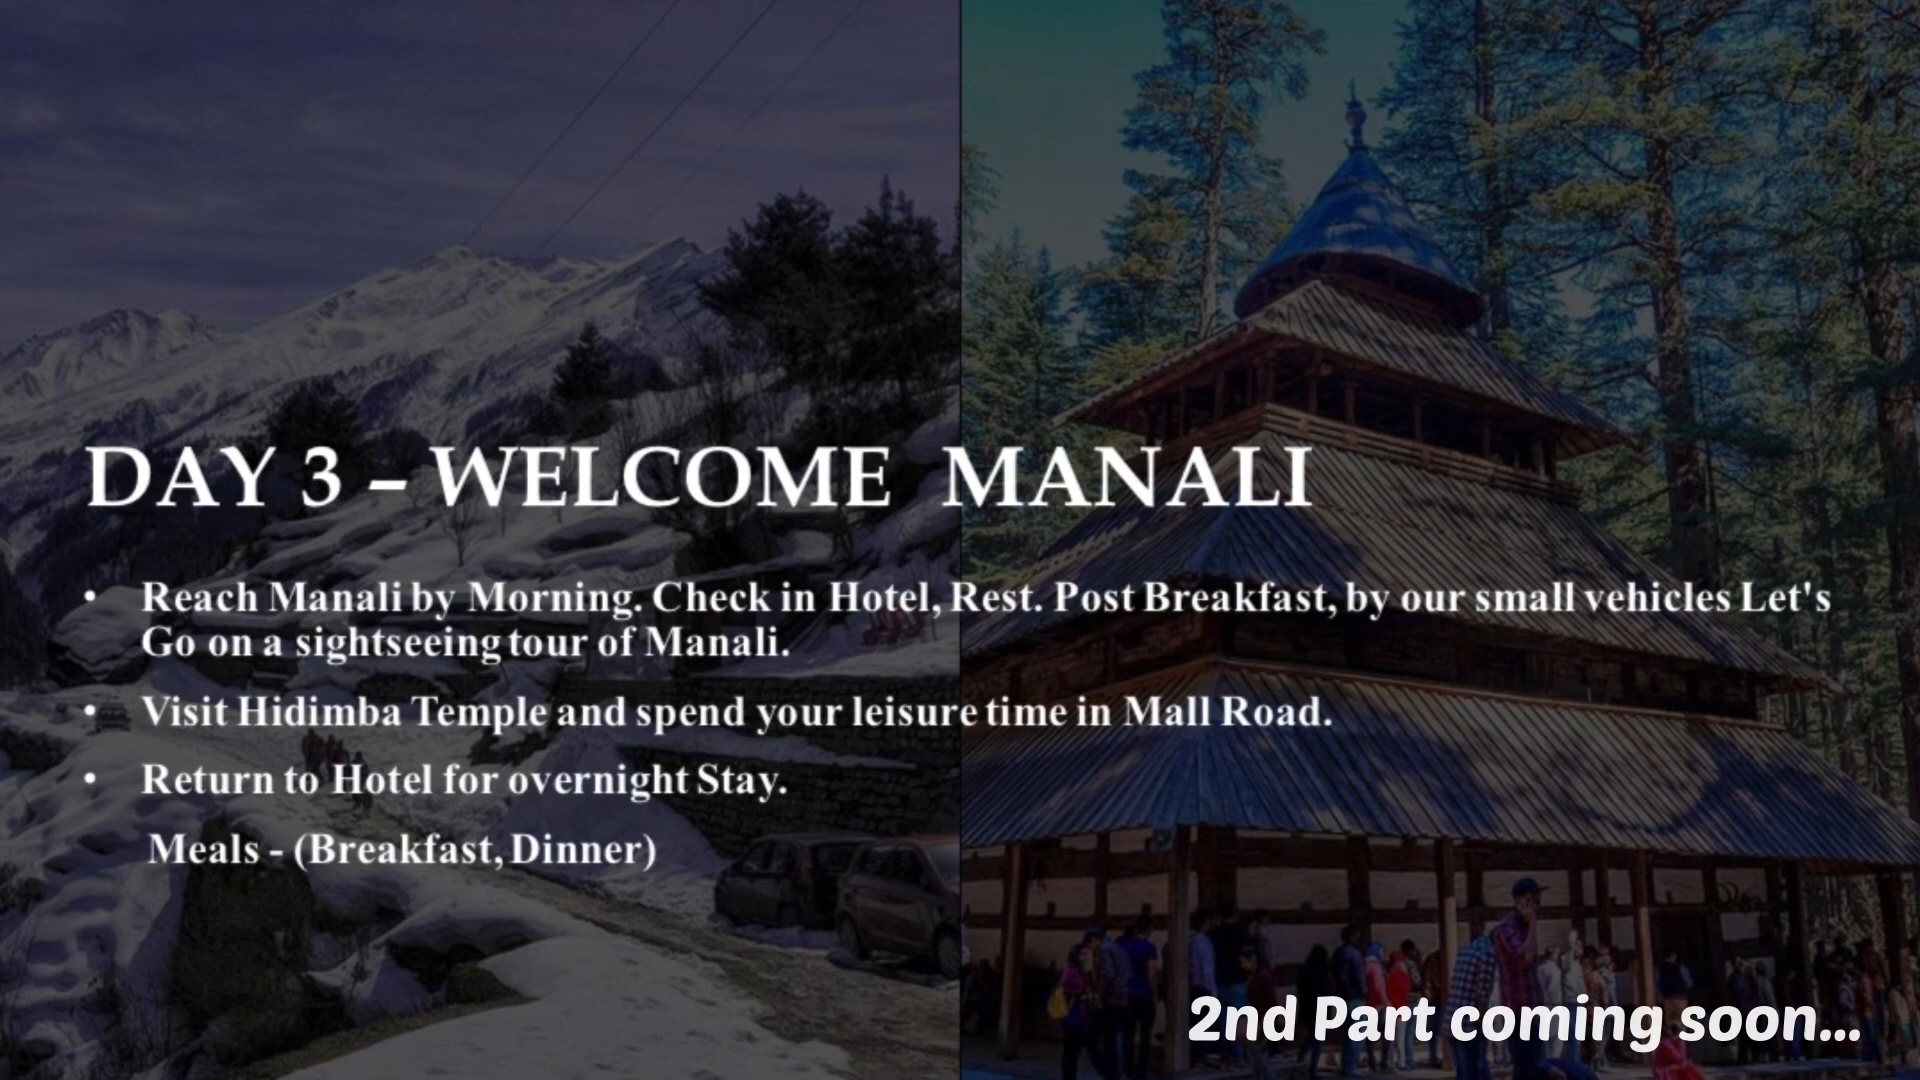 DAY 3 – WELCOME MANALI
• Reach Manali by Morning. Check in Hotel, Rest. Post Breakfast, by our small vehicles Let's
Go on a sightseeing tour of Manali.
• Visit Hidimba Temple and spend your leisure time in Mall Road.
• Return to Hotel for overnight Stay.
Meals - (Breakfast, Dinner)
2nd Part coming soon...